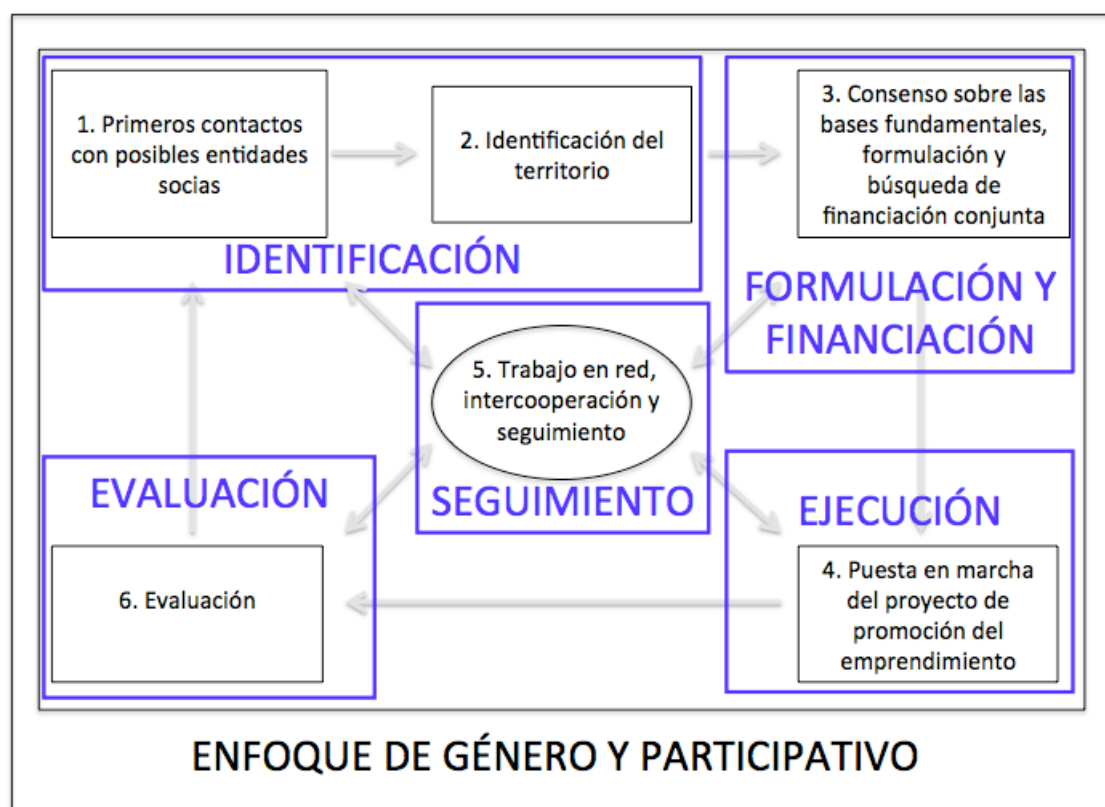 1. Primeros contactos
con posibles entidades
socias
2. Identificación del
territorio
IDENTIFICACIÓN
3. Consenso sobre las
bases fundamentales,
formulación y
búsqueda de
financiación conjunta
FORMULACIÓN Y
FINANCIACIÓN
5. Trabajo en red,
intercooperación y
seguimiento
SEGUIMIENTO
EVALUACIÓN
6. Evaluación
EJECUCIÓN
4. Puesta en marcha
del proyecto de
promoción del
emprendimiento
ENFOQUE DE GÉNERO Y PARTICIPATIVO